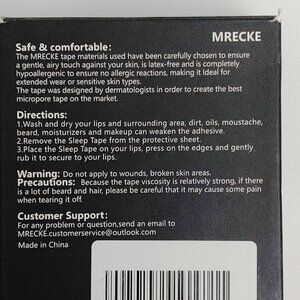 MRECKE
Safe & comfortable:
The MRECKE tape materials used have been carefully chosen to ensure
a gentle, airy touch against your skin, is latex-free and is completely
hypoallergenic to ensure no allergic reactions, making it Ideal for
extended wear or sensitive skin types.
The tape was designed by dermatologists in order to create the best
micropore tape on the market.
Directions:
1.Wash and dry your lips and surrounding area, dirt, oils, moustache,
beard, moisturizers and makeup can weaken the adhesive.
2.Remove the Sleep Tape from the protective sheet.
3.Place the Sleep Tape on your lips, press on the edges and gently
rub it to secure to your lips.
Warning: Do not apply to wounds, broken skin areas.
Precautions: Because the tape viscosity is relatively strong, if there
is a lot of beard and hair, please be careful that it may cause some pain
when tearing it off.
Customer Support:
For any problem or question,send an email to
MRECKE.customerservice@outlook.com
Made in China